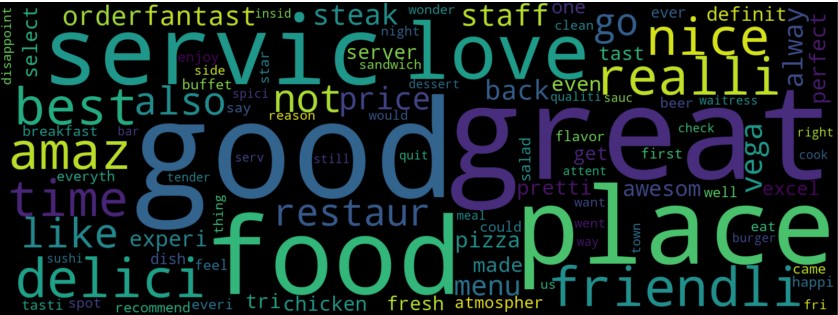 disappoint
select
order
fantast
insid
steak
wonder
staff
one
go
ever
definit
alway
perfect
servic
love
nice
enjoy
star
night
server
sandwich
tast
clean
realli
side
buffet
best
also
spici
say
reason
not
price
would
dessert
back
even
qualiti
sauc
beer
waitress
breakfast
bar
good
great
amaz
serv
still
quit
salad
flavor
get
attent
first
check
vega
right
cook
everyth
tender
time
pretti
awesom
well
excel
thing
restaur
meal
could
want
went
way
town
place
like
experi
food
pizza
eat
burger
sushi
dish
feel
delici
made
menu
us
friendli
came
happi
tasti
spot
recommend
everi
tri
chicken
fresh
atmospher
fri